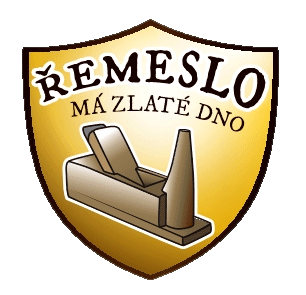 ŘEMESLO
MÁ ZLATÉ DNO